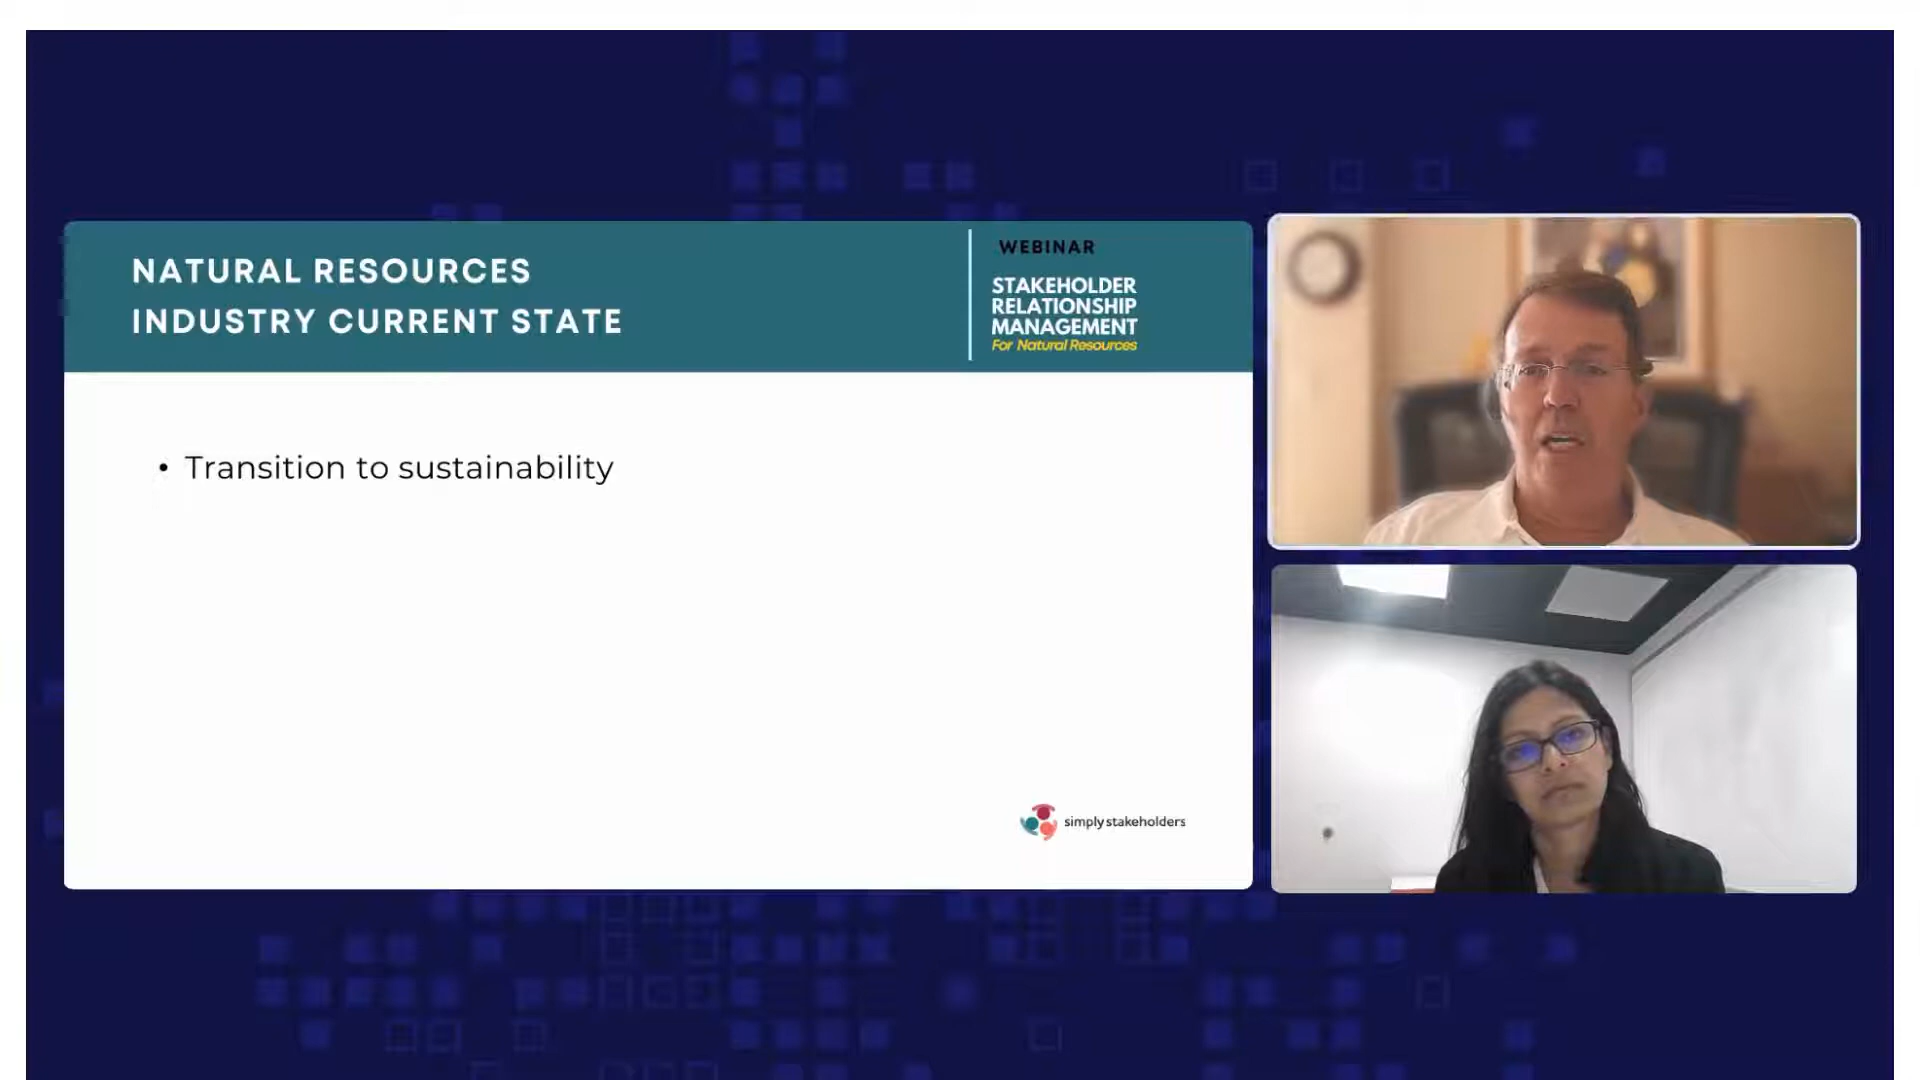 NATURAL RESOURCES
INDUSTRY CURRENT STATE
WEBINAR
STAKEHOLDER
RELATIONSHIP
MANAGEMENT
For Natural Resources
• Transition to sustainability
simply stakeholders